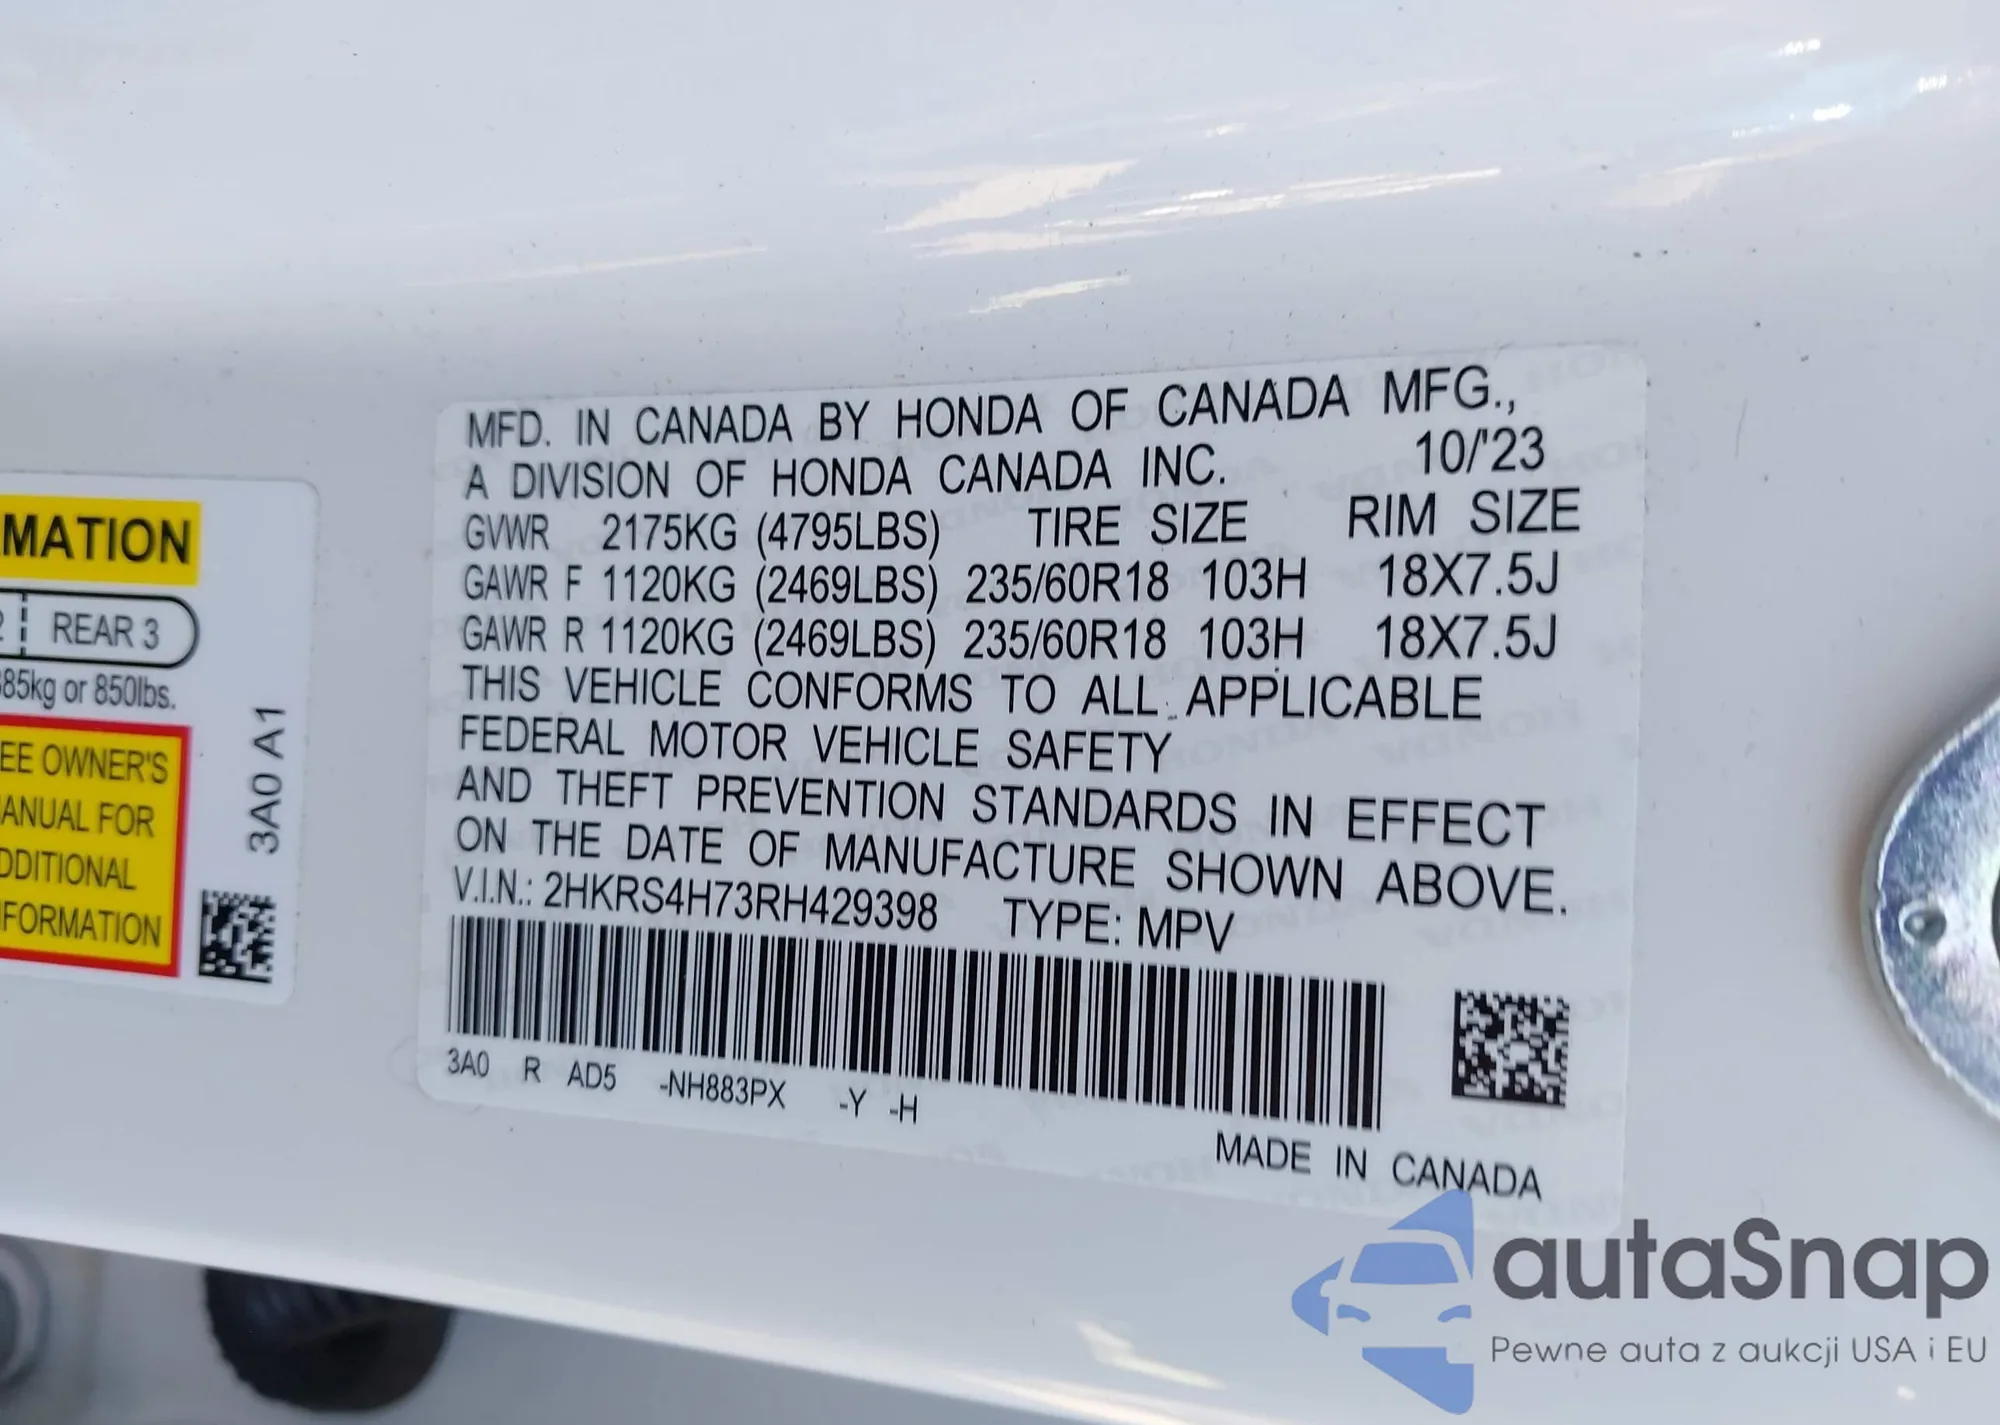 MATION
REAR 3
85kg or 850lbs.
EE OWNER'S
ANUAL FOR
DDITIONAL
FORMATION
3A0 A1
MFD. IN CANADA BY HONDA OF CANADA MFG.,
A DIVISION OF HONDA CANADA INC. 10/'23
GVWR 2175KG (4795LBS) TIRE SIZE RIM SIZE
GAWR F 1120KG (2469LBS) 235/60R18 103H 18X7.5J
GAWR R 1120KG (2469LBS) 235/60R18 103H 18X7.5J
THIS VEHICLE CONFORMS TO ALL APPLICABLE
FEDERAL MOTOR VEHICLE SAFETY
AND THEFT PREVENTION STANDARDS IN EFFECT
ON THE DATE OF MANUFACTURE SHOWN ABOVE.
V.I.N.: 2HKRS4H73RH429398 TYPE: MPV
3A0 R AD5 -NH883PX -Y -H
MADE IN CANADA
autaSnap
Pewne auta z aukcji USA i EU